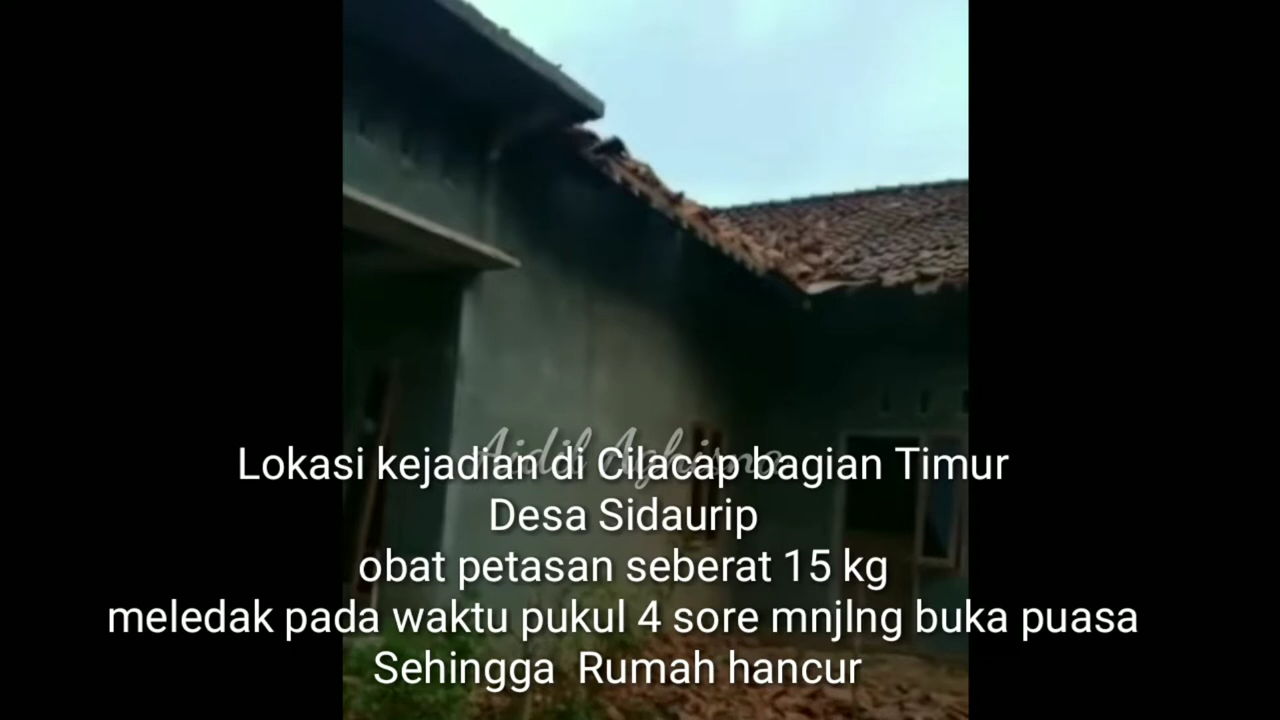 Lokasi kejadian di Cilacap bagian Timur
Desa Sidaurip
obat petasan seberat 15 kg
meledak pada waktu pukul 4 sore mnjlng buka puasa
Sehingga Rumah hancur
Aidil